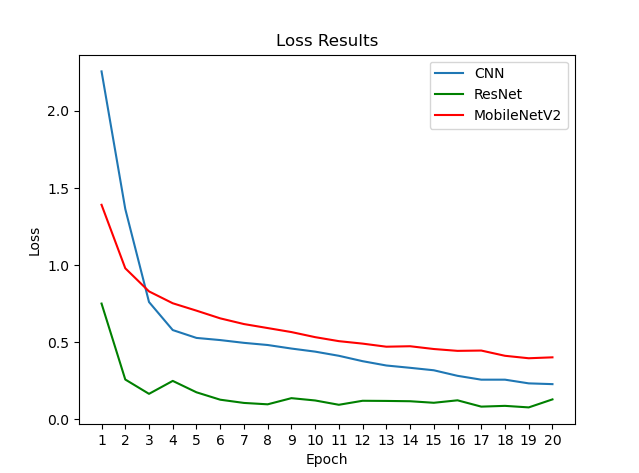 Loss Results
CNN
ResNet
MobileNetV2
2.0
1.5
1.0
0.5
0.0
Loss
1 2 3 4 5 6 7 8 9 10 11 12 13 14 15 16 17 18 19 20
Epoch